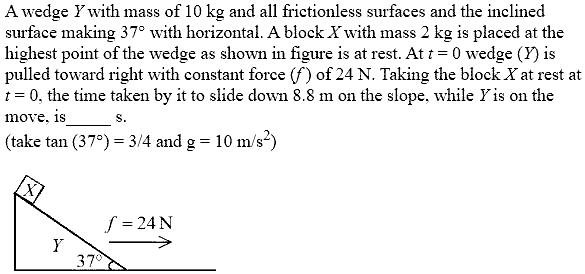 A wedge Y with mass of 10 kg and all frictionless surfaces and the inclined
surface making 37° with horizontal. A block X with mass 2 kg is placed at the
highest point of the wedge as shown in figure is at rest. At t = 0 wedge (Y) is
pulled toward right with constant force (f) of 24 N. Taking the block X at rest at
t = 0, the time taken by it to slide down 8.8 m on the slope, while Y is on the
move, is_____ s.
(take tan (37°) = 3/4 and g = 10 m/s²)
X
f = 24 N
Y
37°